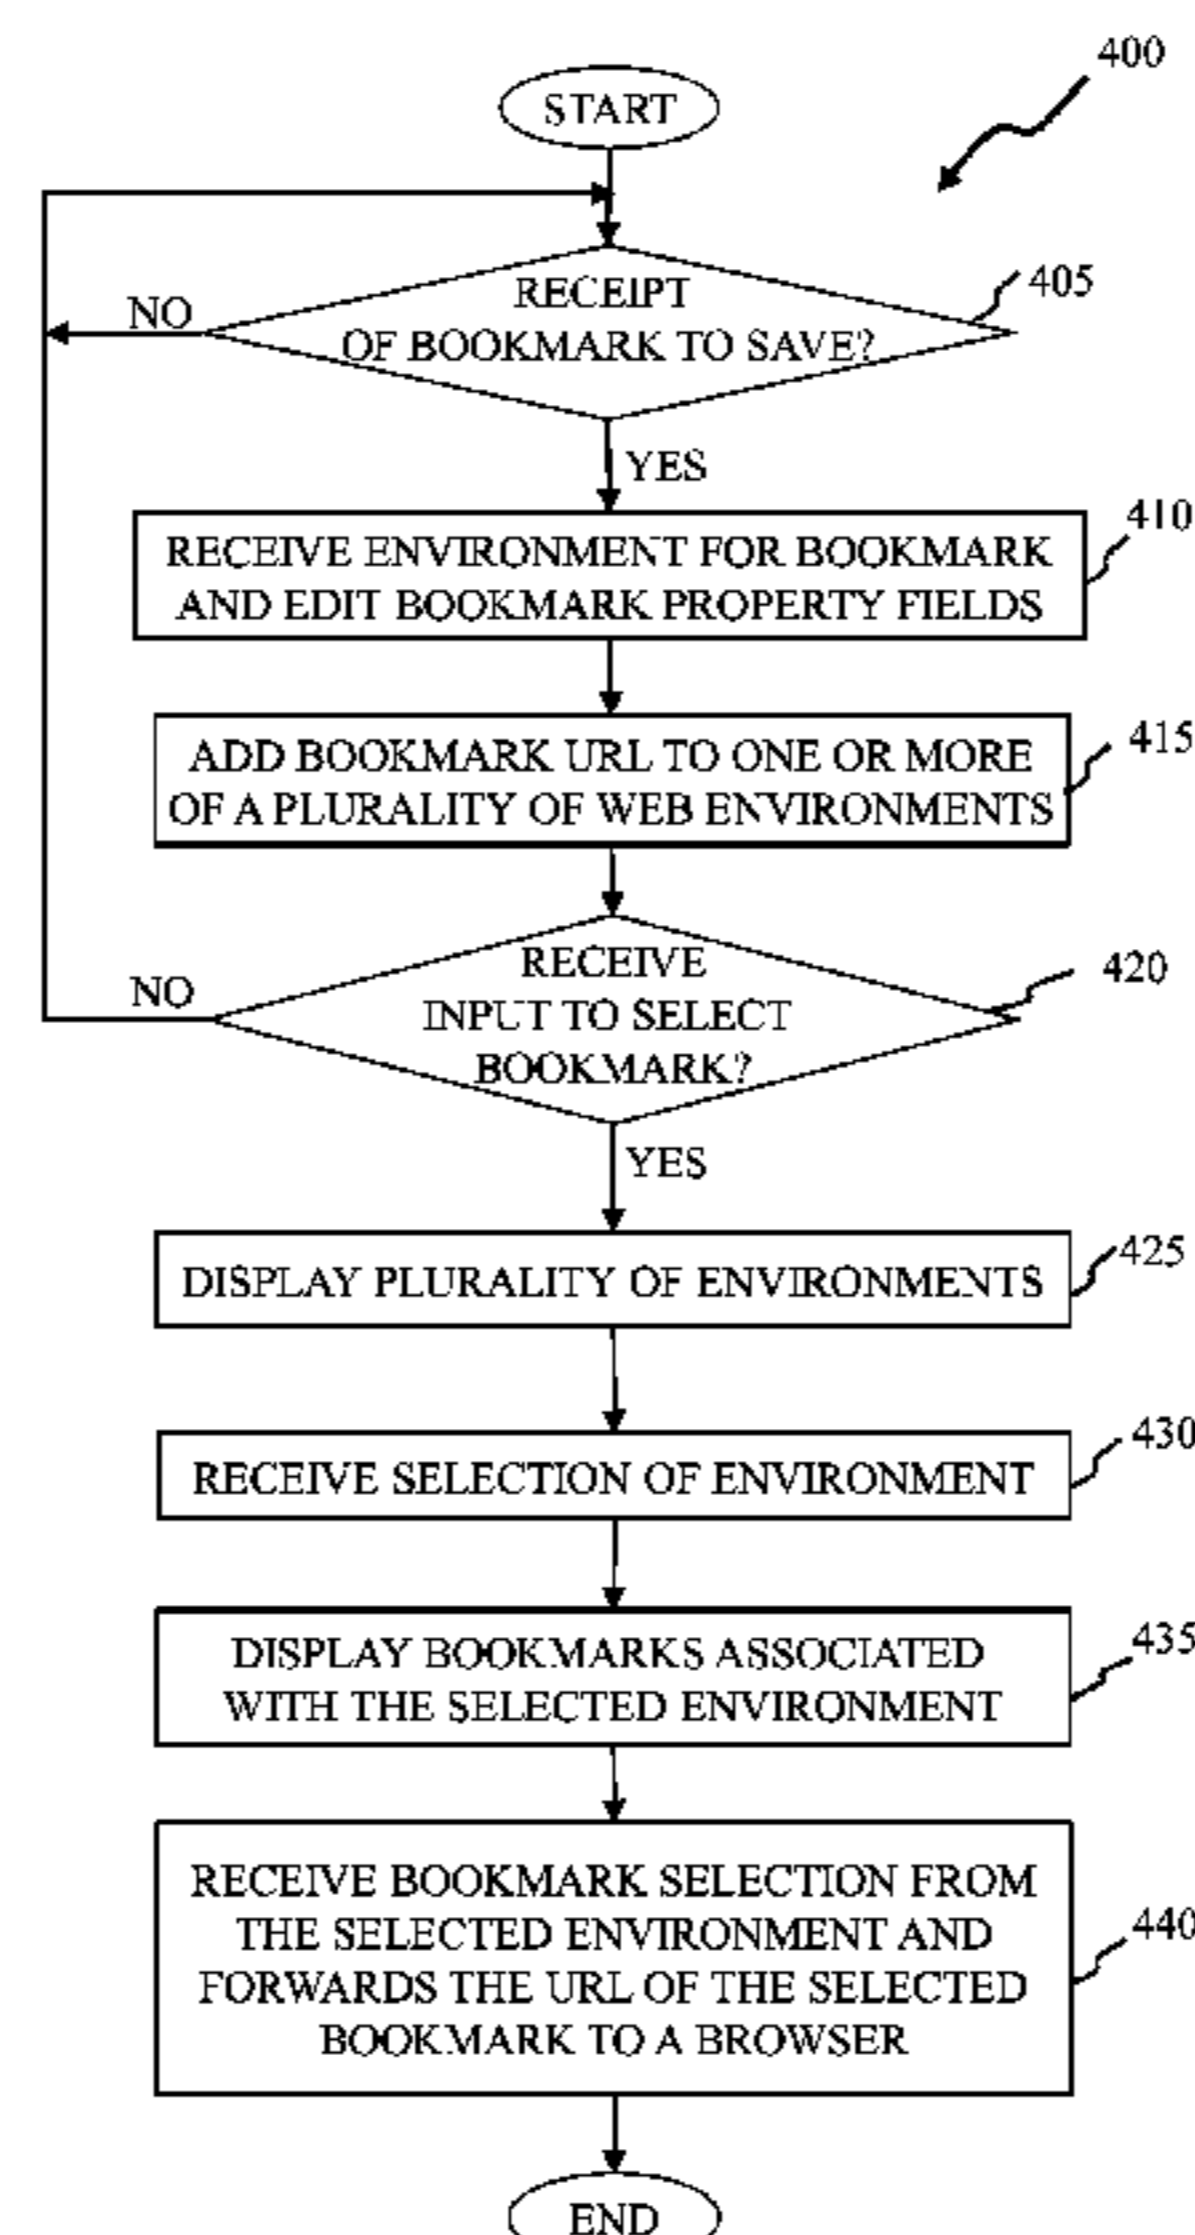 400
START
RECEIPT
OF BOOKMARK TO SAVE?
405
NO
YES
RECEIVE ENVIRONMENT FOR BOOKMARK
AND EDIT BOOKMARK PROPERTY FIELDS
410
ADD BOOKMARK URL TO ONE OR MORE
OF A PLURALITY OF WEB ENVIRONMENTS
415
RECEIVE
INPUT TO SELECT
BOOKMARK?
420
NO
YES
DISPLAY PLURALITY OF ENVIRONMENTS
425
RECEIVE SELECTION OF ENVIRONMENT
430
DISPLAY BOOKMARKS ASSOCIATED
WITH THE SELECTED ENVIRONMENT
435
RECEIVE BOOKMARK SELECTION FROM
THE SELECTED ENVIRONMENT AND
FORWARDS THE URL OF THE SELECTED
BOOKMARK TO A BROWSER
440
END